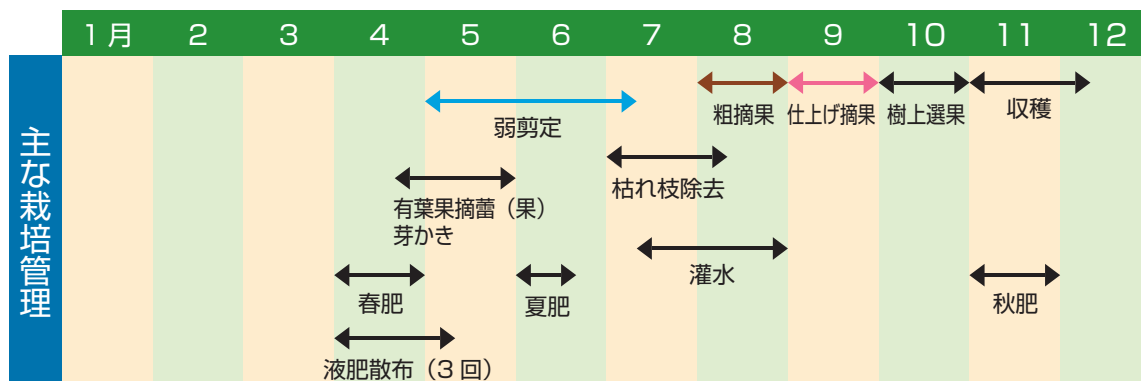 1月 2 3 4 5 6 7 8 9 10 11 12
主な栽培管理
粗摘果 仕上げ摘果 樹上選果 収穫
弱剪定
枯れ枝除去
有葉果摘蕾（果）
芽かき
灌水
春肥 夏肥 秋肥
液肥散布（3回）